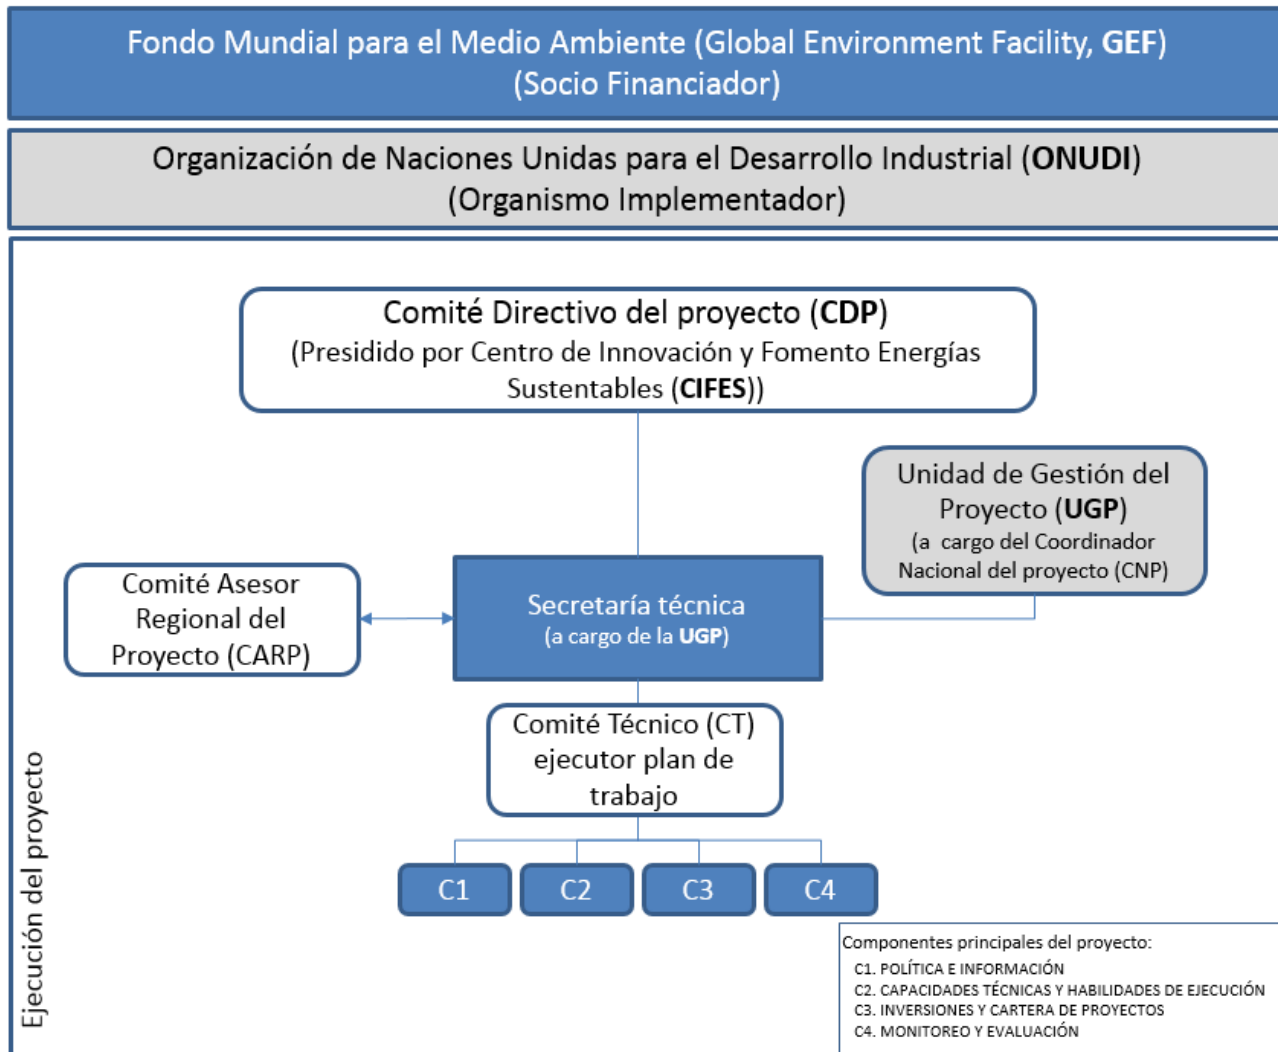 Fondo Mundial para el Medio Ambiente (Global Environment Facility, GEF)
(Socio Financiador)
Organización de Naciones Unidas para el Desarrollo Industrial (ONUDI)
(Organismo Implementador)
Comité Directivo del proyecto (CDP)
(Presidido por Centro de Innovación y Fomento Energías
Sustentables (CIFES))
Unidad de Gestión del
Proyecto (UGP)
(a cargo del Coordinador
Nacional del proyecto (CNP)
Comité Asesor
Regional del
Proyecto (CARP)
Secretaría técnica
(a cargo de la UGP)
Comité Técnico (CT)
ejecutor plan de
trabajo
C1
C2
C3
C4
Ejecución del proyecto
Componentes principales del proyecto:
C1. POLÍTICA E INFORMACIÓN
C2. CAPACIDADES TÉCNICAS Y HABILIDADES DE EJECUCIÓN
C3. INVERSIONES Y CARTERA DE PROYECTOS
C4. MONITOREO Y EVALUACIÓN